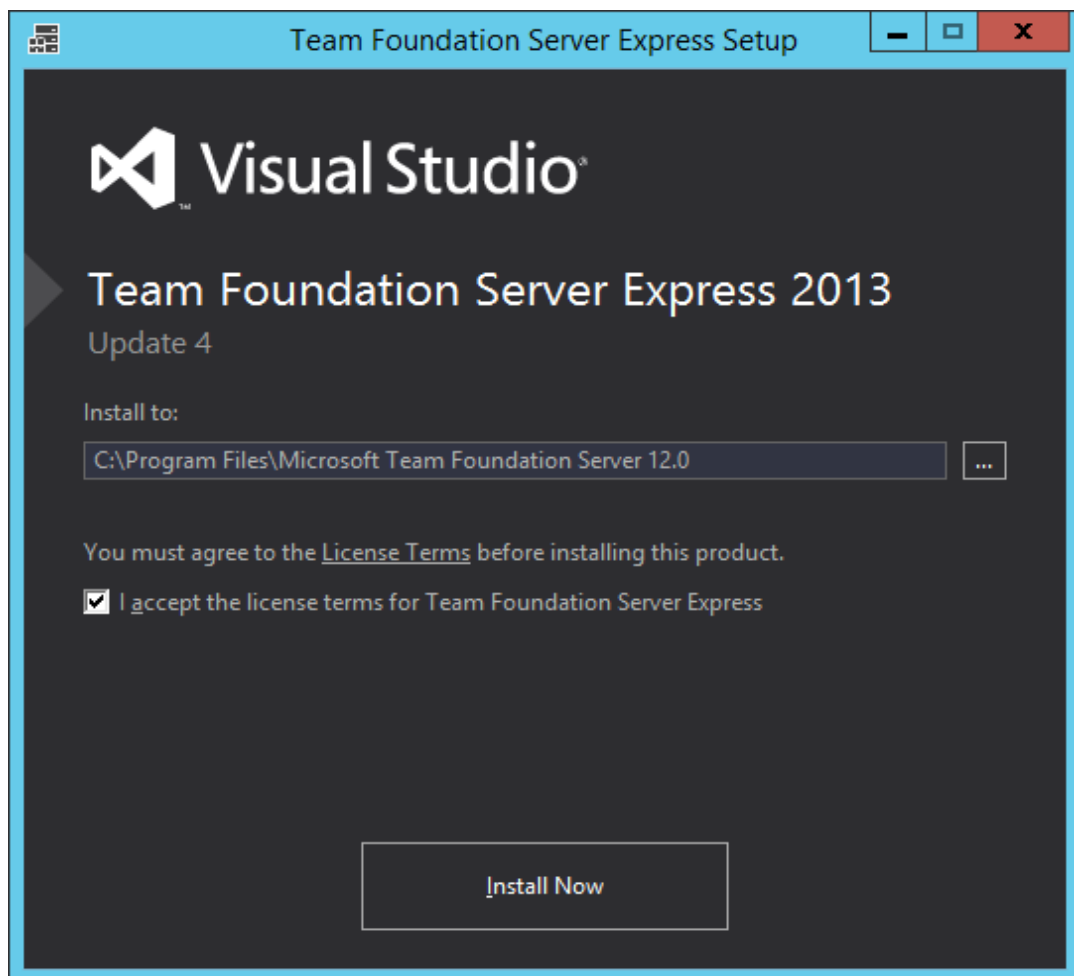 Team Foundation Server Express Setup
Visual Studio®
™
Team Foundation Server Express 2013
Update 4
Install to:
C:\Program Files\Microsoft Team Foundation Server 12.0
...
You must agree to the License Terms before installing this product.
I accept the license terms for Team Foundation Server Express
Install Now